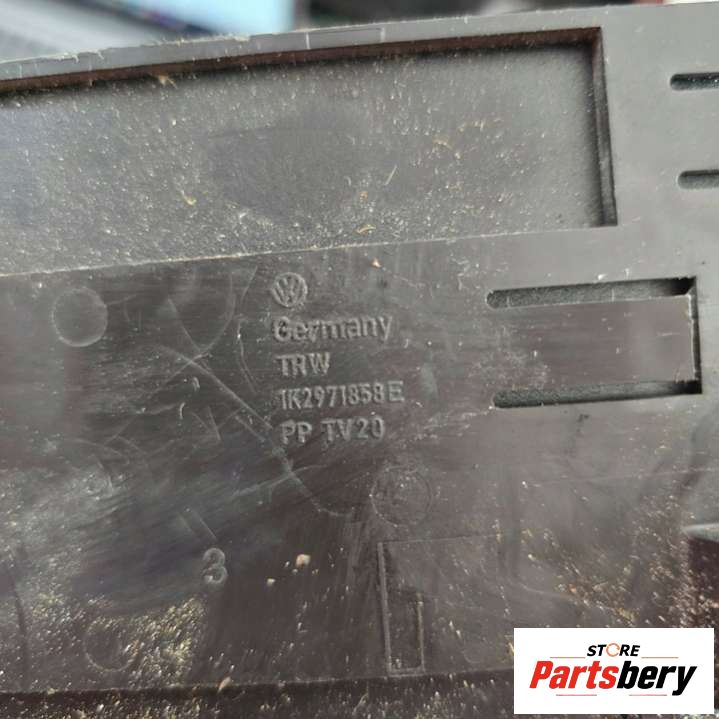 Germany
TRW
1K2971858E
PP TV20
3
STORE
Partsbery